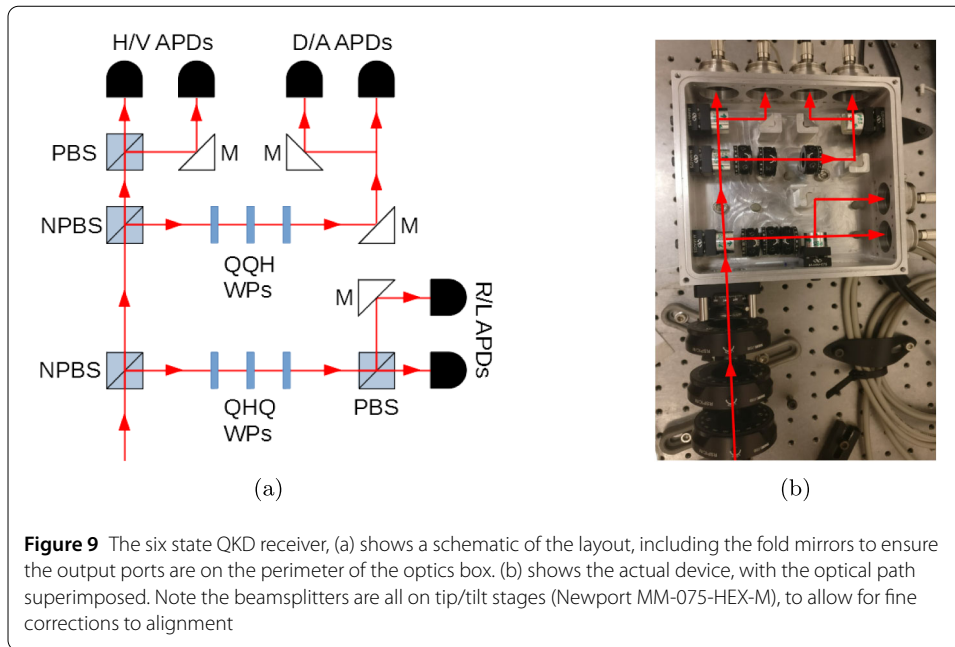 H/V APDs
D/A APDs
PBS
M
M
NPBS
QQH
WPs
M
R/L APDs
NPBS
QHQ
WPs
PBS
(a)
(b)
Figure 9 The six state QKD receiver, (a) shows a schematic of the layout, including the fold mirrors to ensure
the output ports are on the perimeter of the optics box. (b) shows the actual device, with the optical path
superimposed. Note the beamsplitters are all on tip/tilt stages (Newport MM-075-HEX-M), to allow for fine
corrections to alignment